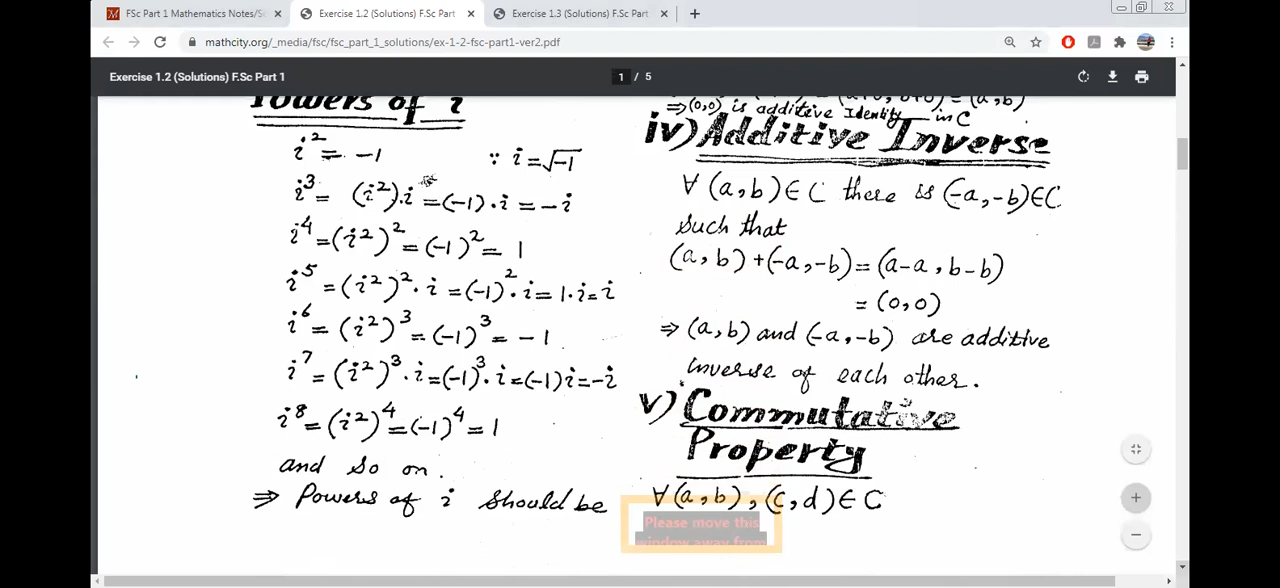 FSc Part 1 Mathematics Notes/So
Exercise 1.2 (Solutions) F.Sc Part
Exercise 1.3 (Solutions) F.Sc Part
mathcity.org/_media/fsc/fsc_part_1_solutions/ex-1-2-fsc-part1-ver2.pdf
Exercise 1.2 (Solutions) F.Sc Part 1
1 / 5
Powers of i
i² = -1 ∵ i = √-1
i³ = (i²)·i = (-1)·i = -i
i⁴ = (i²)² = (-1)² = 1
i⁵ = (i²)²·i = (-1)²·i = 1·i = i
i⁶ = (i²)³ = (-1)³ = -1
i⁷ = (i²)³·i = (-1)³·i = (-1)i = -i
i⁸ = (i²)⁴ = (-1)⁴ = 1
and so on.
⇒ Powers of i should be
⇒(0,0) is additive Identity in C
iv) Additive Inverse
∀ (a,b) ∈ C there is (-a,-b) ∈ C
such that
(a,b)+(-a,-b) = (a-a, b-b)
= (0,0)
⇒ (a,b) and (-a,-b) are additive
inverse of each other.
v) Commutative
Property
∀ (a,b), (c,d) ∈ C
Please move this
window away from